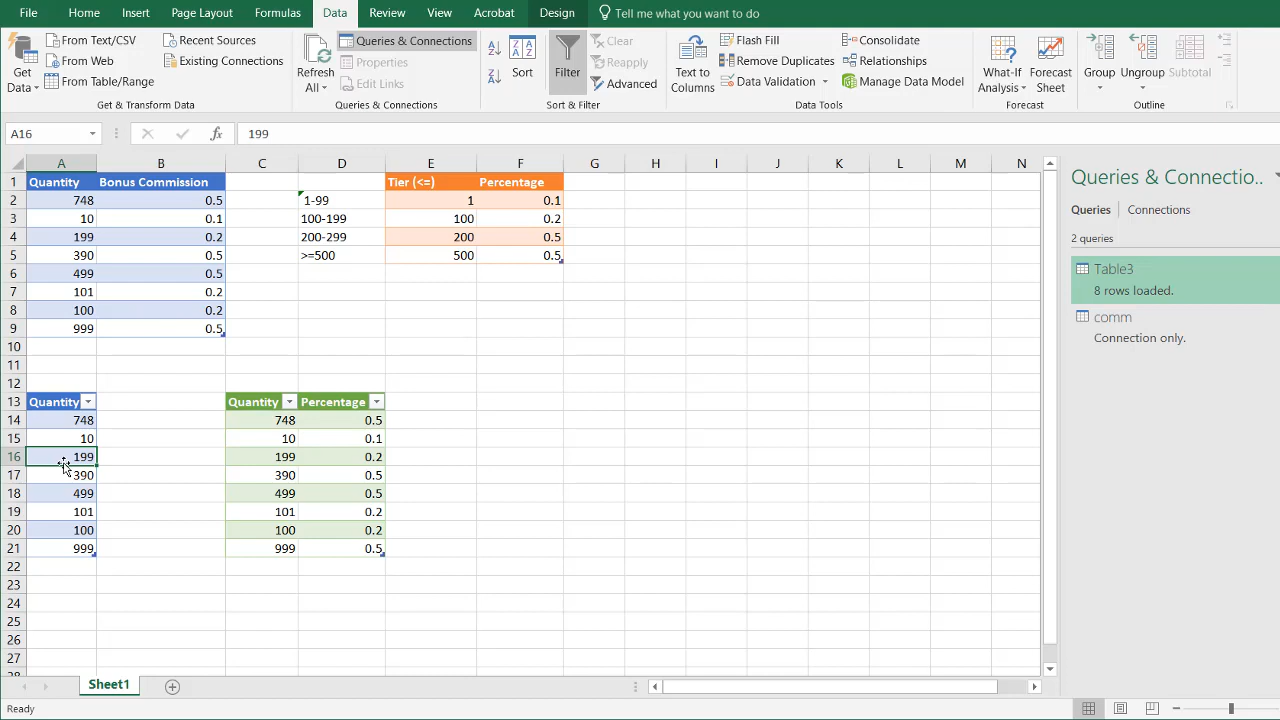 File Home Insert Page Layout Formulas Data Review View Acrobat Design Tell me what you want to do
Get Data
From Text/CSV
From Web
From Table/Range
Recent Sources
Existing Connections
Get & Transform Data
Refresh All
Queries & Connections
Properties
Edit Links
Queries & Connections
Sort
Filter
Clear
Reapply
Advanced
Sort & Filter
Text to Columns
Flash Fill
Remove Duplicates
Data Validation
Consolidate
Relationships
Manage Data Model
Data Tools
What-If Analysis
Forecast Sheet
Forecast
Group
Ungroup
Subtotal
Outline
A16 fx 199
A B C D E F G H I J K L M N
1 Quantity Bonus Commission Tier (<=) Percentage
2 748 0.5 1-99 1 0.1
3 10 0.1 100-199 100 0.2
4 199 0.2 200-299 200 0.5
5 390 0.5 >=500 500 0.5
6 499 0.5
7 101 0.2
8 100 0.2
9 999 0.5
10
11
12
13 Quantity Quantity Percentage
14 748 748 0.5
15 10 10 0.1
16 199 199 0.2
17 390 390 0.5
18 499 499 0.5
19 101 101 0.2
20 100 100 0.2
21 999 999 0.5
22
23
24
25
26
27
28
Queries & Connectio..
Queries Connections
2 queries
Table3
8 rows loaded.
comm
Connection only.
Sheet1
Ready